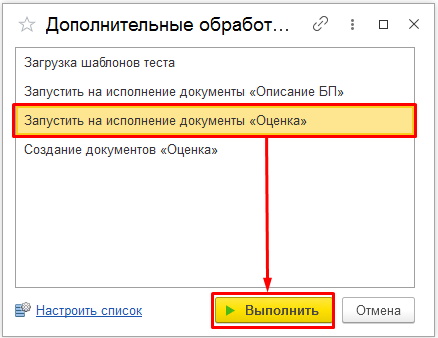 Дополнительные обработ...
Загрузка шаблонов теста
Запустить на исполнение документы «Описание БП»
Запустить на исполнение документы «Оценка»
Создание документов «Оценка»
Настроить список
Выполнить
Отмена